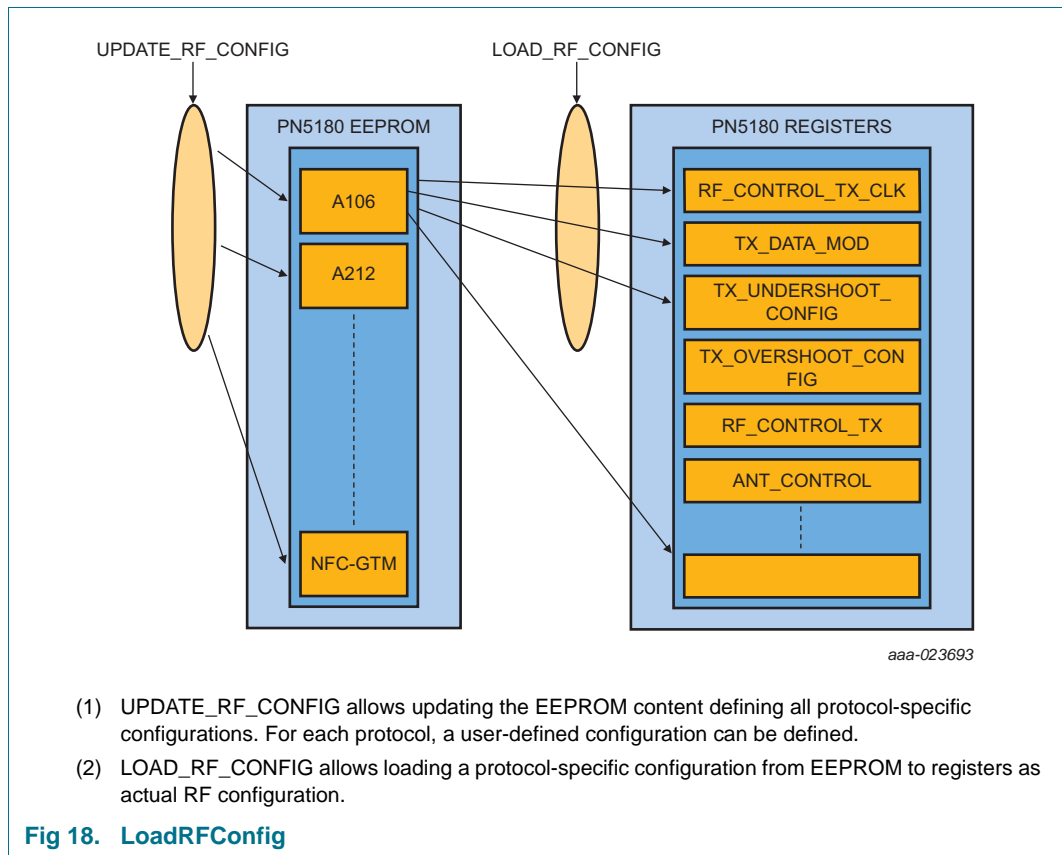 UPDATE_RF_CONFIG
LOAD_RF_CONFIG
PN5180 EEPROM
A106
A212
NFC-GTM
PN5180 REGISTERS
RF_CONTROL_TX_CLK
TX_DATA_MOD
TX_UNDERSHOOT_
CONFIG
TX_OVERSHOOT_CON
FIG
RF_CONTROL_TX
ANT_CONTROL
aaa-023693
(1) UPDATE_RF_CONFIG allows updating the EEPROM content defining all protocol-specific
configurations. For each protocol, a user-defined configuration can be defined.
(2) LOAD_RF_CONFIG allows loading a protocol-specific configuration from EEPROM to registers as
actual RF configuration.
Fig 18. LoadRFConfig